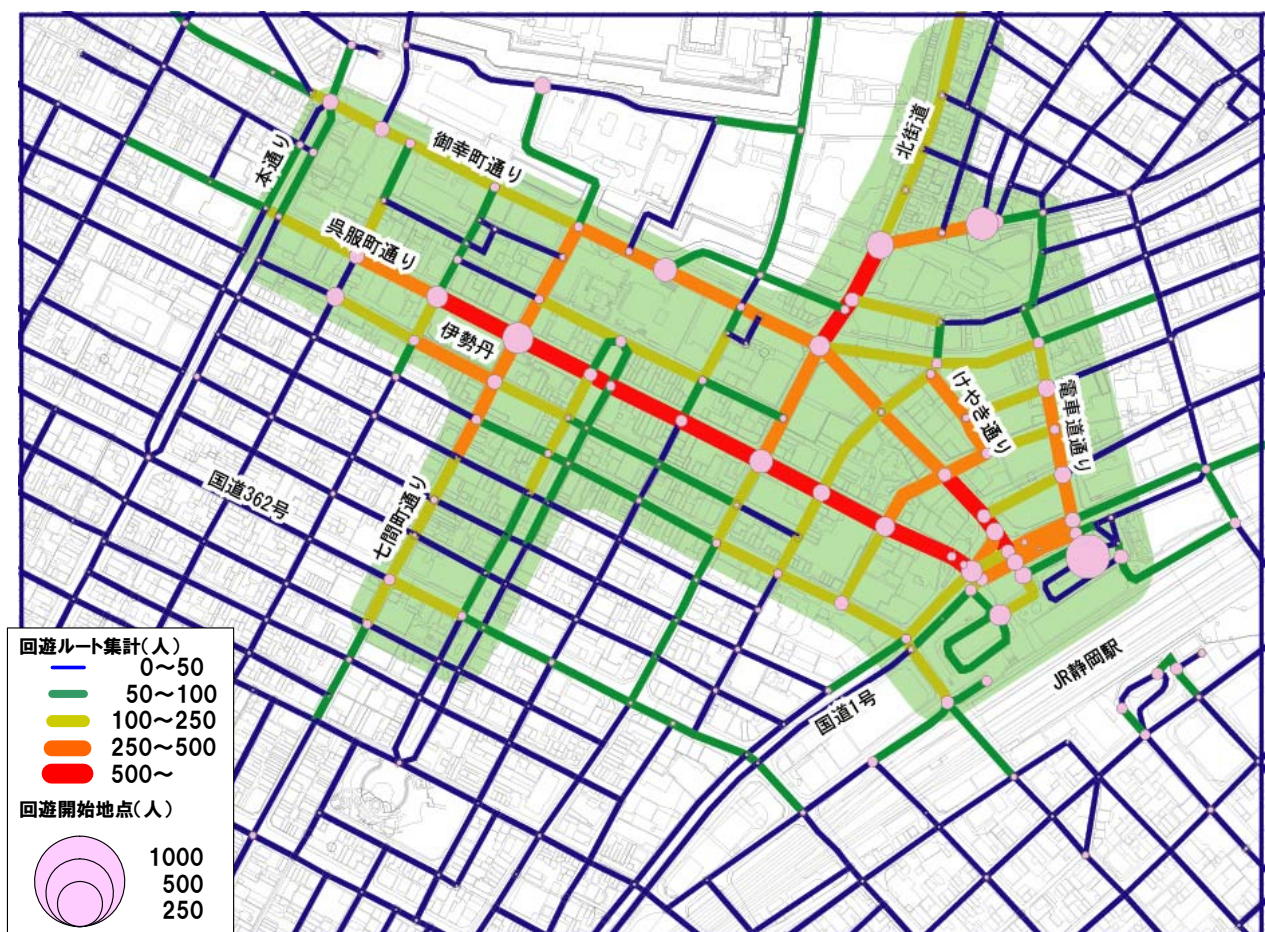 北街道
本通り
御幸町通り
呉服町通り
伊勢丹
けやき通り
電車道通り
国道362号
七間町通り
JR静岡駅
国道1号
回遊ルート集計(人)
0～50
50～100
100～250
250～500
500～
回遊開始地点(人)
1000
500
250